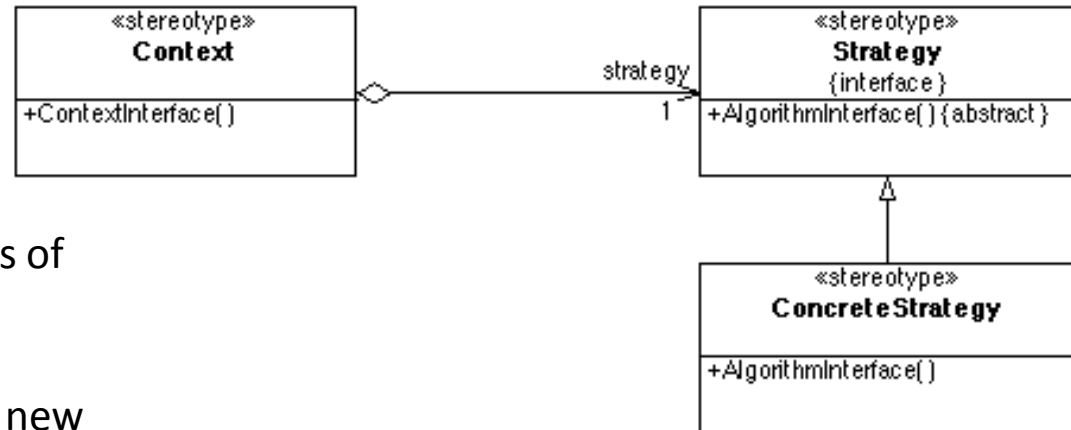 «stereotype»
Context
+ContextInterface()
strategy
1
«stereotype»
Strategy
{interface}
+AlgorithmInterface(){abstract}
s of
«stereotype»
ConcreteStrategy
+AlgorithmInterface()
new